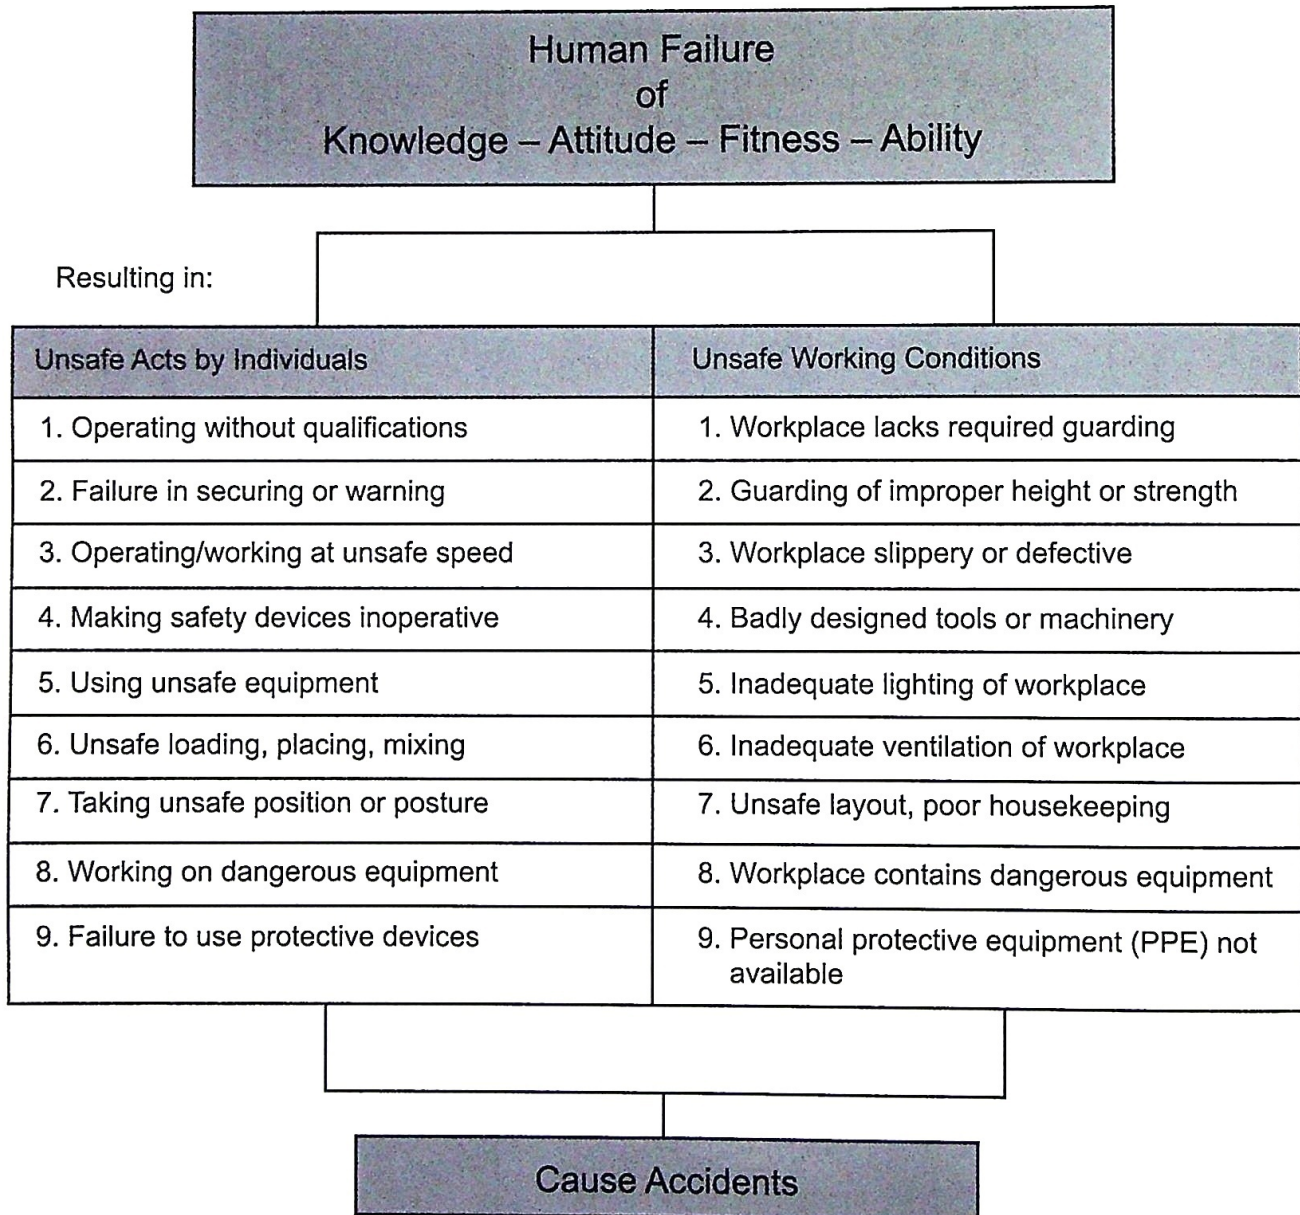 Human Failure
of
Knowledge – Attitude – Fitness – Ability
Resulting in:
Unsafe Acts by Individuals
Unsafe Working Conditions
1. Operating without qualifications
1. Workplace lacks required guarding
2. Failure in securing or warning
2. Guarding of improper height or strength
3. Operating/working at unsafe speed
3. Workplace slippery or defective
4. Making safety devices inoperative
4. Badly designed tools or machinery
5. Using unsafe equipment
5. Inadequate lighting of workplace
6. Unsafe loading, placing, mixing
6. Inadequate ventilation of workplace
7. Taking unsafe position or posture
7. Unsafe layout, poor housekeeping
8. Working on dangerous equipment
8. Workplace contains dangerous equipment
9. Failure to use protective devices
9. Personal protective equipment (PPE) not
available
Cause Accidents